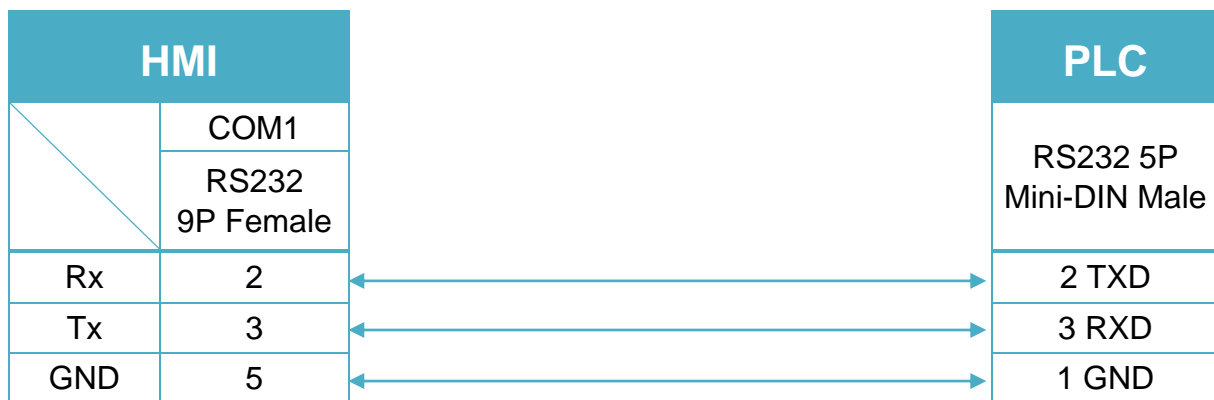 HMI
PLC
COM1
RS232
9P Female
RS232 5P
Mini-DIN Male
Rx 2 2 TXD
Tx 3 3 RXD
GND 5 1 GND